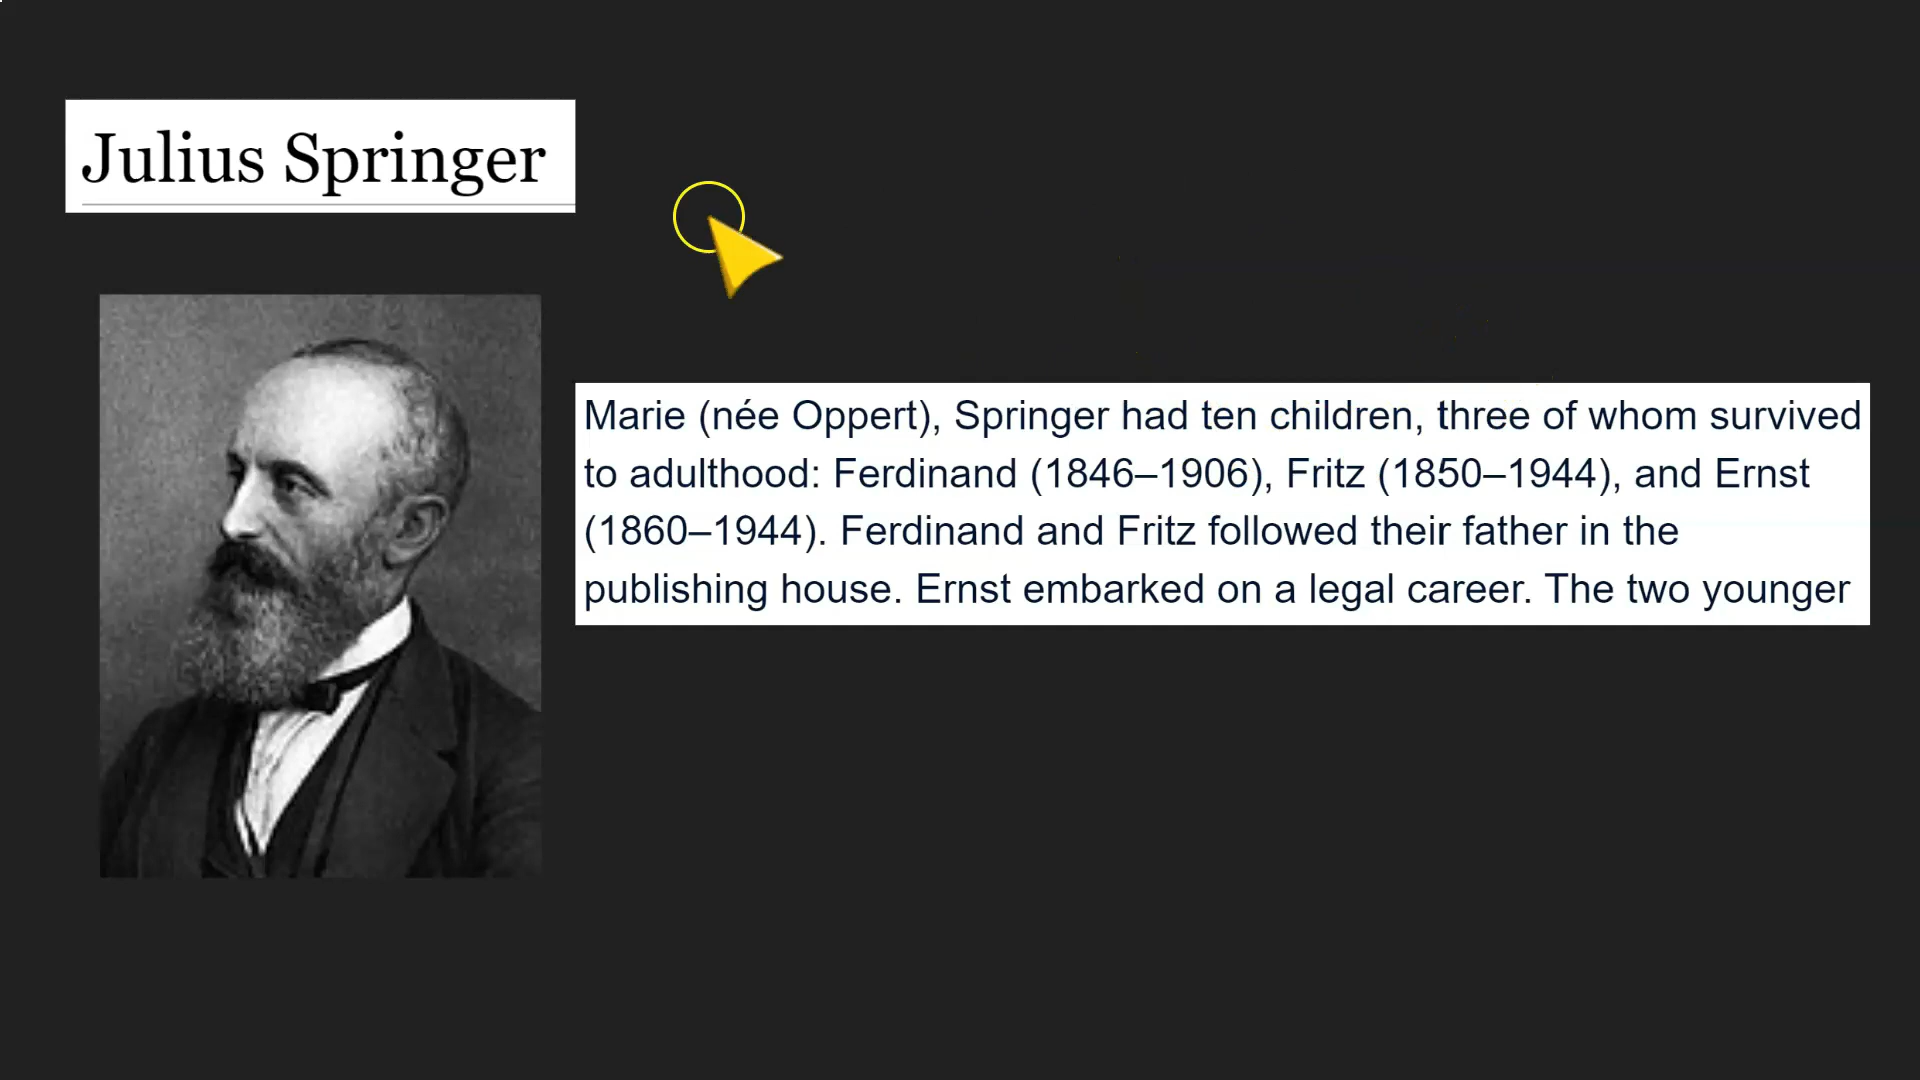 Julius Springer
Marie (née Oppert), Springer had ten children, three of whom survived
to adulthood: Ferdinand (1846–1906), Fritz (1850–1944), and Ernst
(1860–1944). Ferdinand and Fritz followed their father in the
publishing house. Ernst embarked on a legal career. The two younger